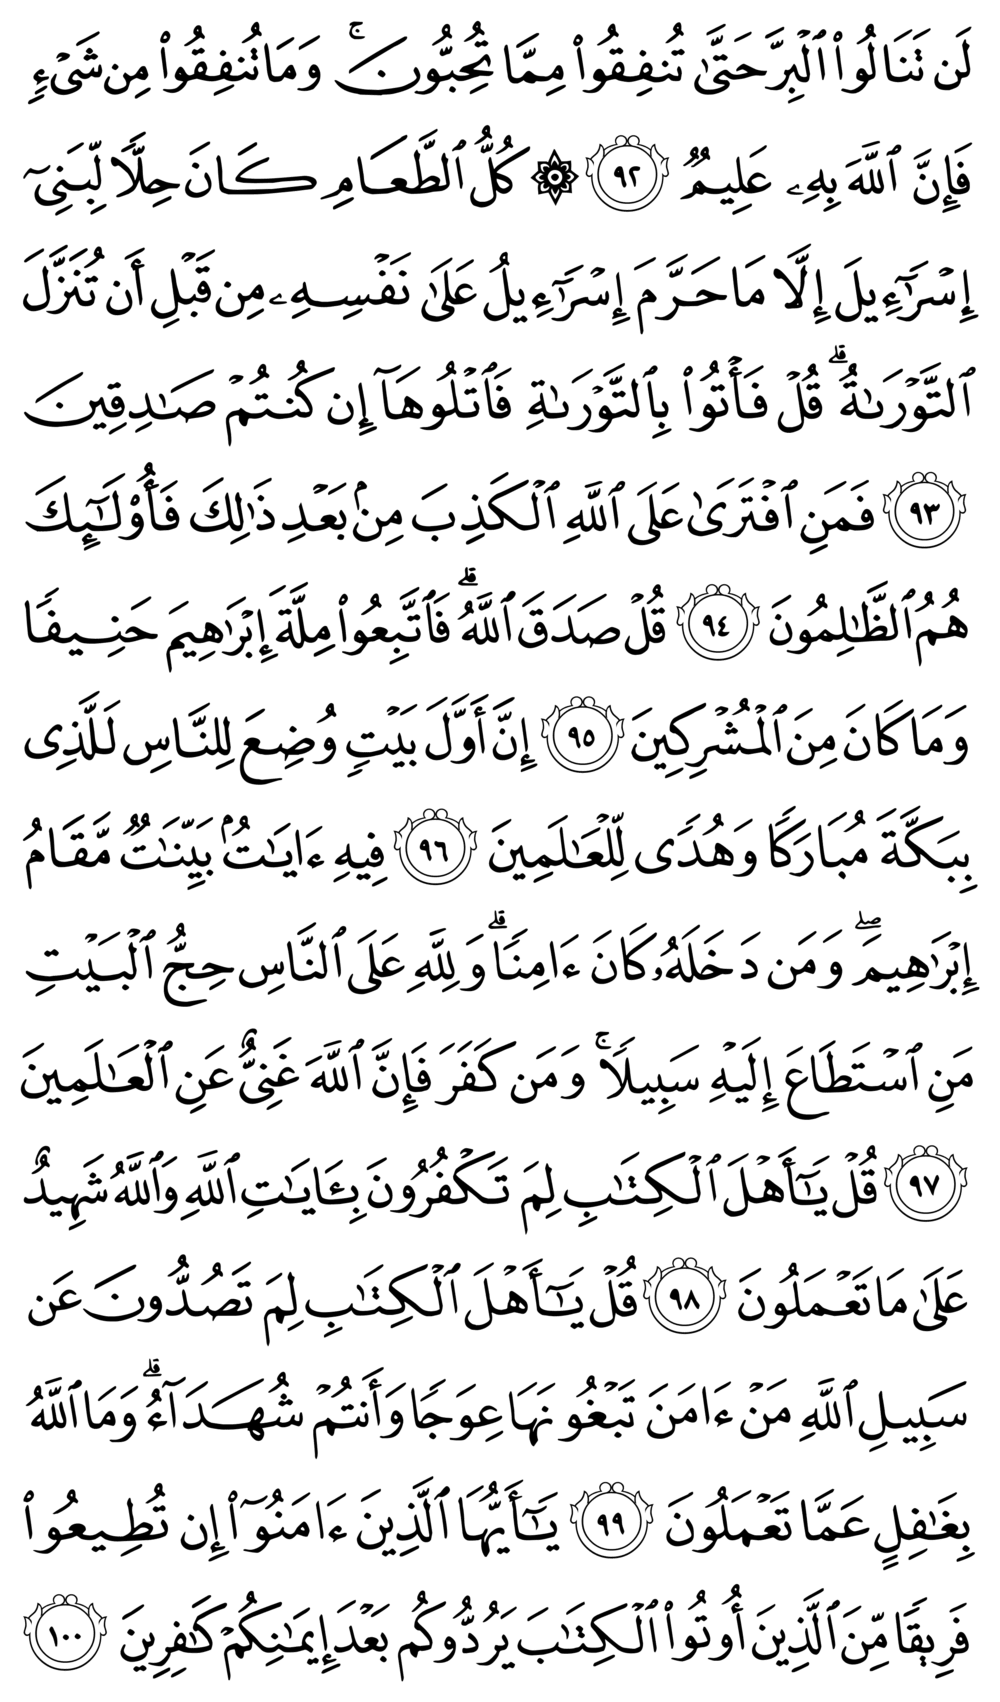 لَن تَنَالُوا۟ ٱلْبِرَّ حَتَّىٰ تُنفِقُوا۟ مِمَّا تُحِبُّونَ ۚ وَمَا تُنفِقُوا۟ مِن شَىْءٍ
فَإِنَّ ٱللَّهَ بِهِۦ عَلِيمٌ ٩٢ ۞ كُلُّ ٱلطَّعَامِ كَانَ حِلًّا لِّبَنِىٓ
إِسْرَٰٓءِيلَ إِلَّا مَا حَرَّمَ إِسْرَٰٓءِيلُ عَلَىٰ نَفْسِهِۦ مِن قَبْلِ أَن تُنَزَّلَ
ٱلتَّوْرَىٰةُ ۗ قُلْ فَأْتُوا۟ بِٱلتَّوْرَىٰةِ فَٱتْلُوهَآ إِن كُنتُمْ صَـٰدِقِينَ
٩٣ فَمَنِ ٱفْتَرَىٰ عَلَى ٱللَّهِ ٱلْكَذِبَ مِنۢ بَعْدِ ذَٰلِكَ فَأُو۟لَـٰٓئِكَ
هُمُ ٱلظَّـٰلِمُونَ ٩٤ قُلْ صَدَقَ ٱللَّهُ ۗ فَٱتَّبِعُوا۟ مِلَّةَ إِبْرَٰهِيمَ حَنِيفًا
وَمَا كَانَ مِنَ ٱلْمُشْرِكِينَ ٩٥ إِنَّ أَوَّلَ بَيْتٍ وُضِعَ لِلنَّاسِ لَلَّذِى
بِبَكَّةَ مُبَارَكًا وَهُدًى لِّلْعَـٰلَمِينَ ٩٦ فِيهِ ءَايَـٰتٌۢ بَيِّنَـٰتٌ مَّقَامُ
إِبْرَٰهِيمَ ۖ وَمَن دَخَلَهُۥ كَانَ ءَامِنًا ۗ وَلِلَّهِ عَلَى ٱلنَّاسِ حِجُّ ٱلْبَيْتِ
مَنِ ٱسْتَطَاعَ إِلَيْهِ سَبِيلًا ۚ وَمَن كَفَرَ فَإِنَّ ٱللَّهَ غَنِىٌّ عَنِ ٱلْعَـٰلَمِينَ
٩٧ قُلْ يَـٰٓأَهْلَ ٱلْكِتَـٰبِ لِمَ تَكْفُرُونَ بِـَٔايَـٰتِ ٱللَّهِ وَٱللَّهُ شَهِيدٌ
عَلَىٰ مَا تَعْمَلُونَ ٩٨ قُلْ يَـٰٓأَهْلَ ٱلْكِتَـٰبِ لِمَ تَصُدُّونَ عَن
سَبِيلِ ٱللَّهِ مَنْ ءَامَنَ تَبْغُونَهَا عِوَجًا وَأَنتُمْ شُهَدَآءُ ۗ وَمَا ٱللَّهُ
بِغَـٰفِلٍ عَمَّا تَعْمَلُونَ ٩٩ يَـٰٓأَيُّهَا ٱلَّذِينَ ءَامَنُوٓا۟ إِن تُطِيعُوا۟
فَرِيقًا مِّنَ ٱلَّذِينَ أُوتُوا۟ ٱلْكِتَـٰبَ يَرُدُّوكُم بَعْدَ إِيمَـٰنِكُمْ كَـٰفِرِينَ ١٠٠